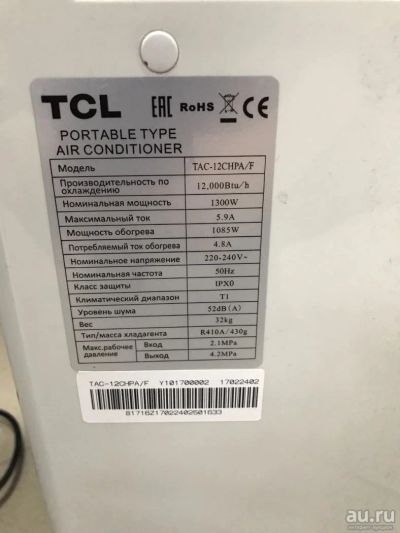 TCL EAC RoHS CE
PORTABLE TYPE
AIR CONDITIONER
Модель TAC-12CHPA/F
Производительность по охлаждению 12,000Btu/h
Номинальная мощность 1300W
Максимальный ток 5.9A
Мощность обогрева 1085W
Потребляемый ток обогрева 4.8A
Номинальное напряжение 220-240V~
Номинальная частота 50Hz
Класс защиты IPX0
Климатический диапазон T1
Уровень шума 52dB(A)
Вес 32kg
Тип/масса хладагента R410A/430g
Макс.рабочее давление Вход 2.1MPa
Выход 4.2MPa
TAC-12CHPA/F Y101700002 17022402
81716Z17022402601633
au.ru